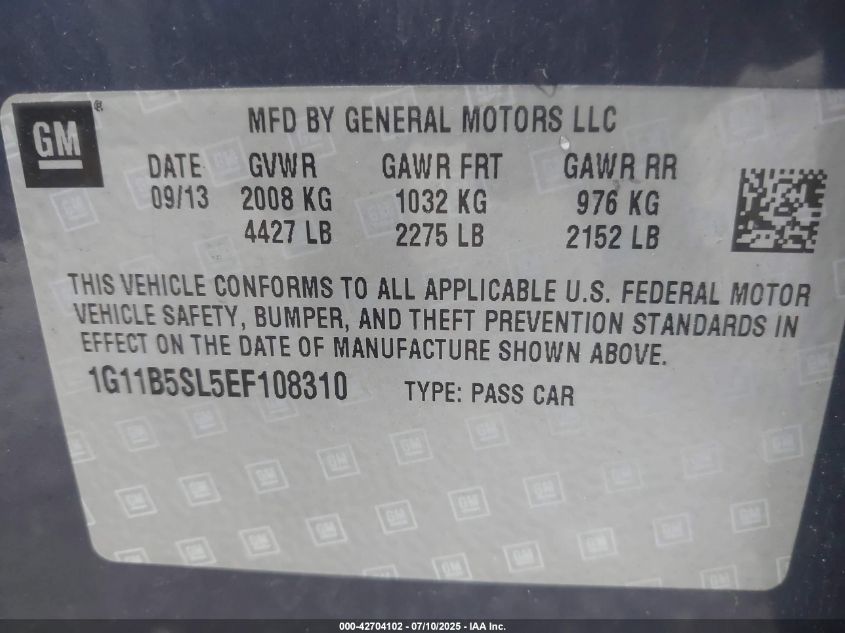 GM®
MFD BY GENERAL MOTORS LLC
DATE GVWR GAWR FRT GAWR RR
09/13 2008 KG 1032 KG 976 KG
4427 LB 2275 LB 2152 LB
THIS VEHICLE CONFORMS TO ALL APPLICABLE U.S. FEDERAL MOTOR
VEHICLE SAFETY, BUMPER, AND THEFT PREVENTION STANDARDS IN
EFFECT ON THE DATE OF MANUFACTURE SHOWN ABOVE.
1G11B5SL5EF108310 TYPE: PASS CAR
000-42704102 - 07/10/2025 - IAA Inc.